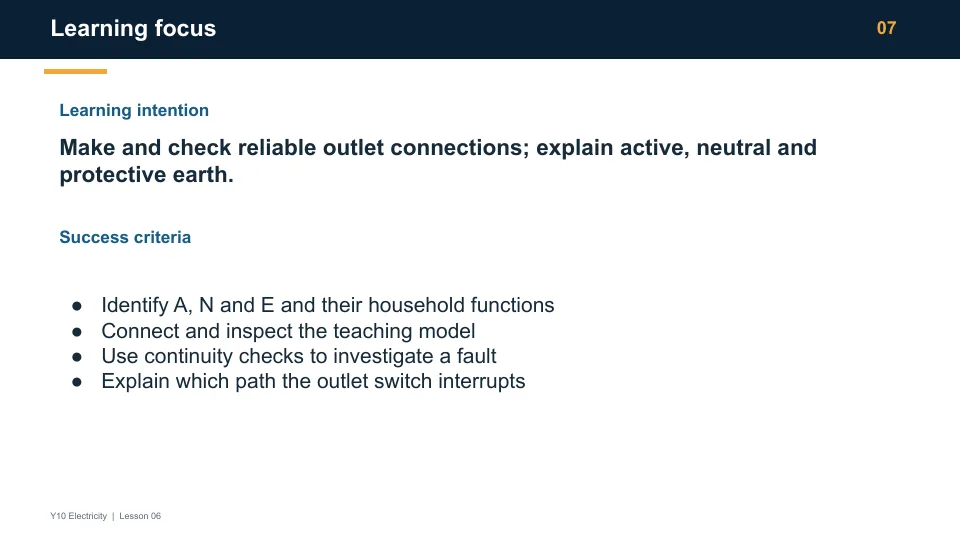 Learning focus
07
Learning intention
Make and check reliable outlet connections; explain active, neutral and
protective earth.
Success criteria
● Identify A, N and E and their household functions
● Connect and inspect the teaching model
● Use continuity checks to investigate a fault
● Explain which path the outlet switch interrupts
Y10 Electricity | Lesson 06